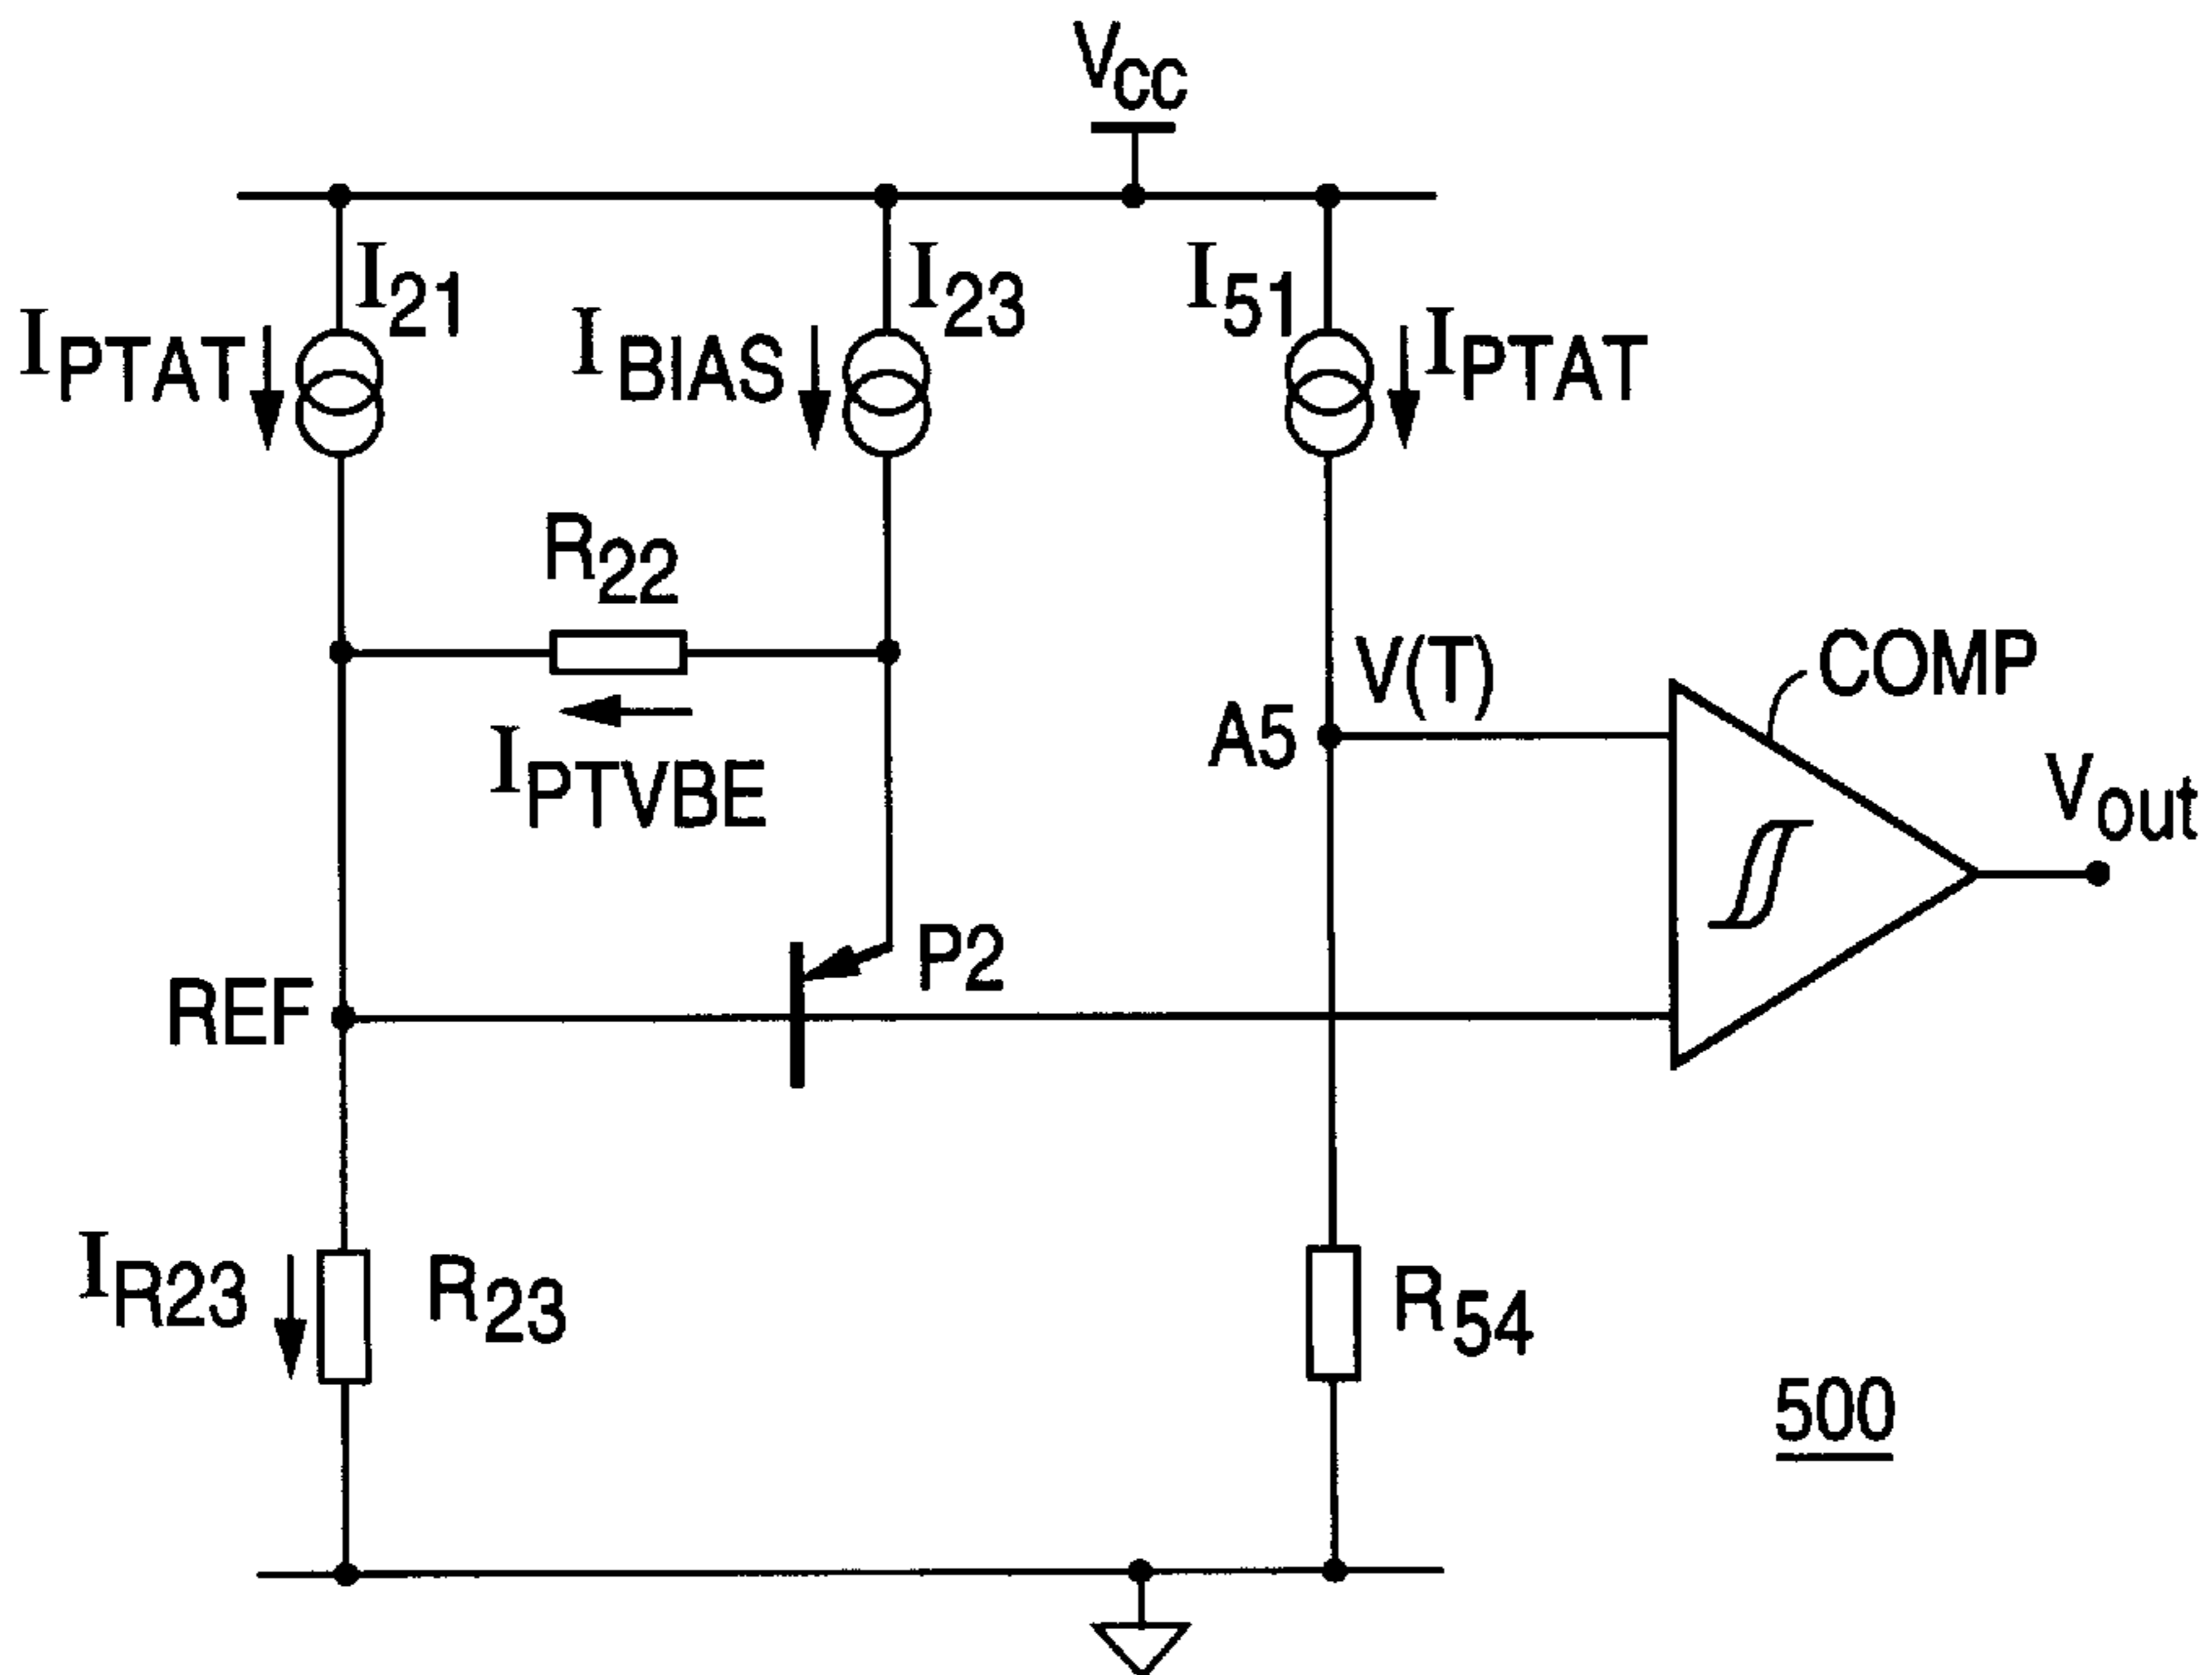 VCC
I21
I23
I51
IPTAT
IBIAS
IPTAT
R22
V(T)
COMP
A5
IPTVBE
Vout
P2
REF
IR23
R23
R54
500